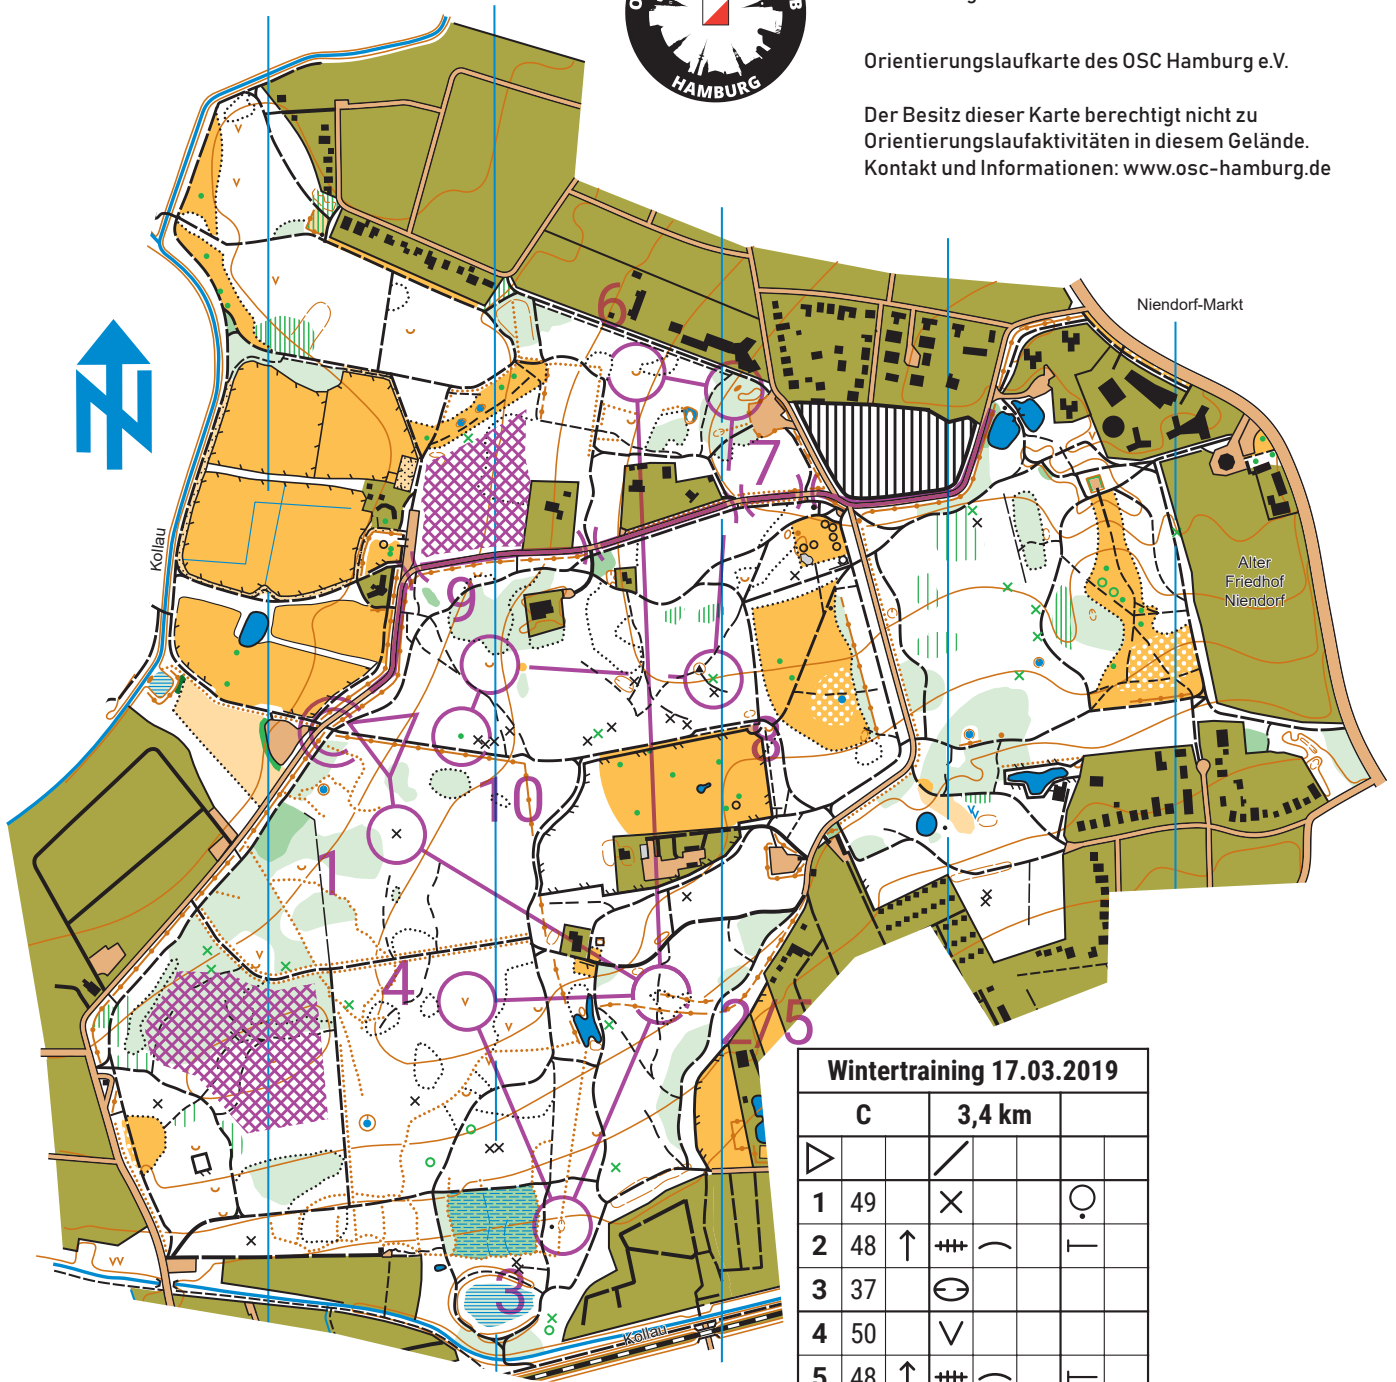 HAMBURG
Orientierungslaufkarte des OSC Hamburg e.V.
Der Besitz dieser Karte berechtigt nicht zu
Orientierungslaufaktivitäten in diesem Gelände.
Kontakt und Informationen: www.osc-hamburg.de
Niendorf-Markt
6
7
Kollau
9
Alter
Friedhof
Niendorf
8
10
1
4
2/5
3
Kollau
Wintertraining 17.03.2019
C 3,4 km
1 49
2 48
3 37
4 50
5 48